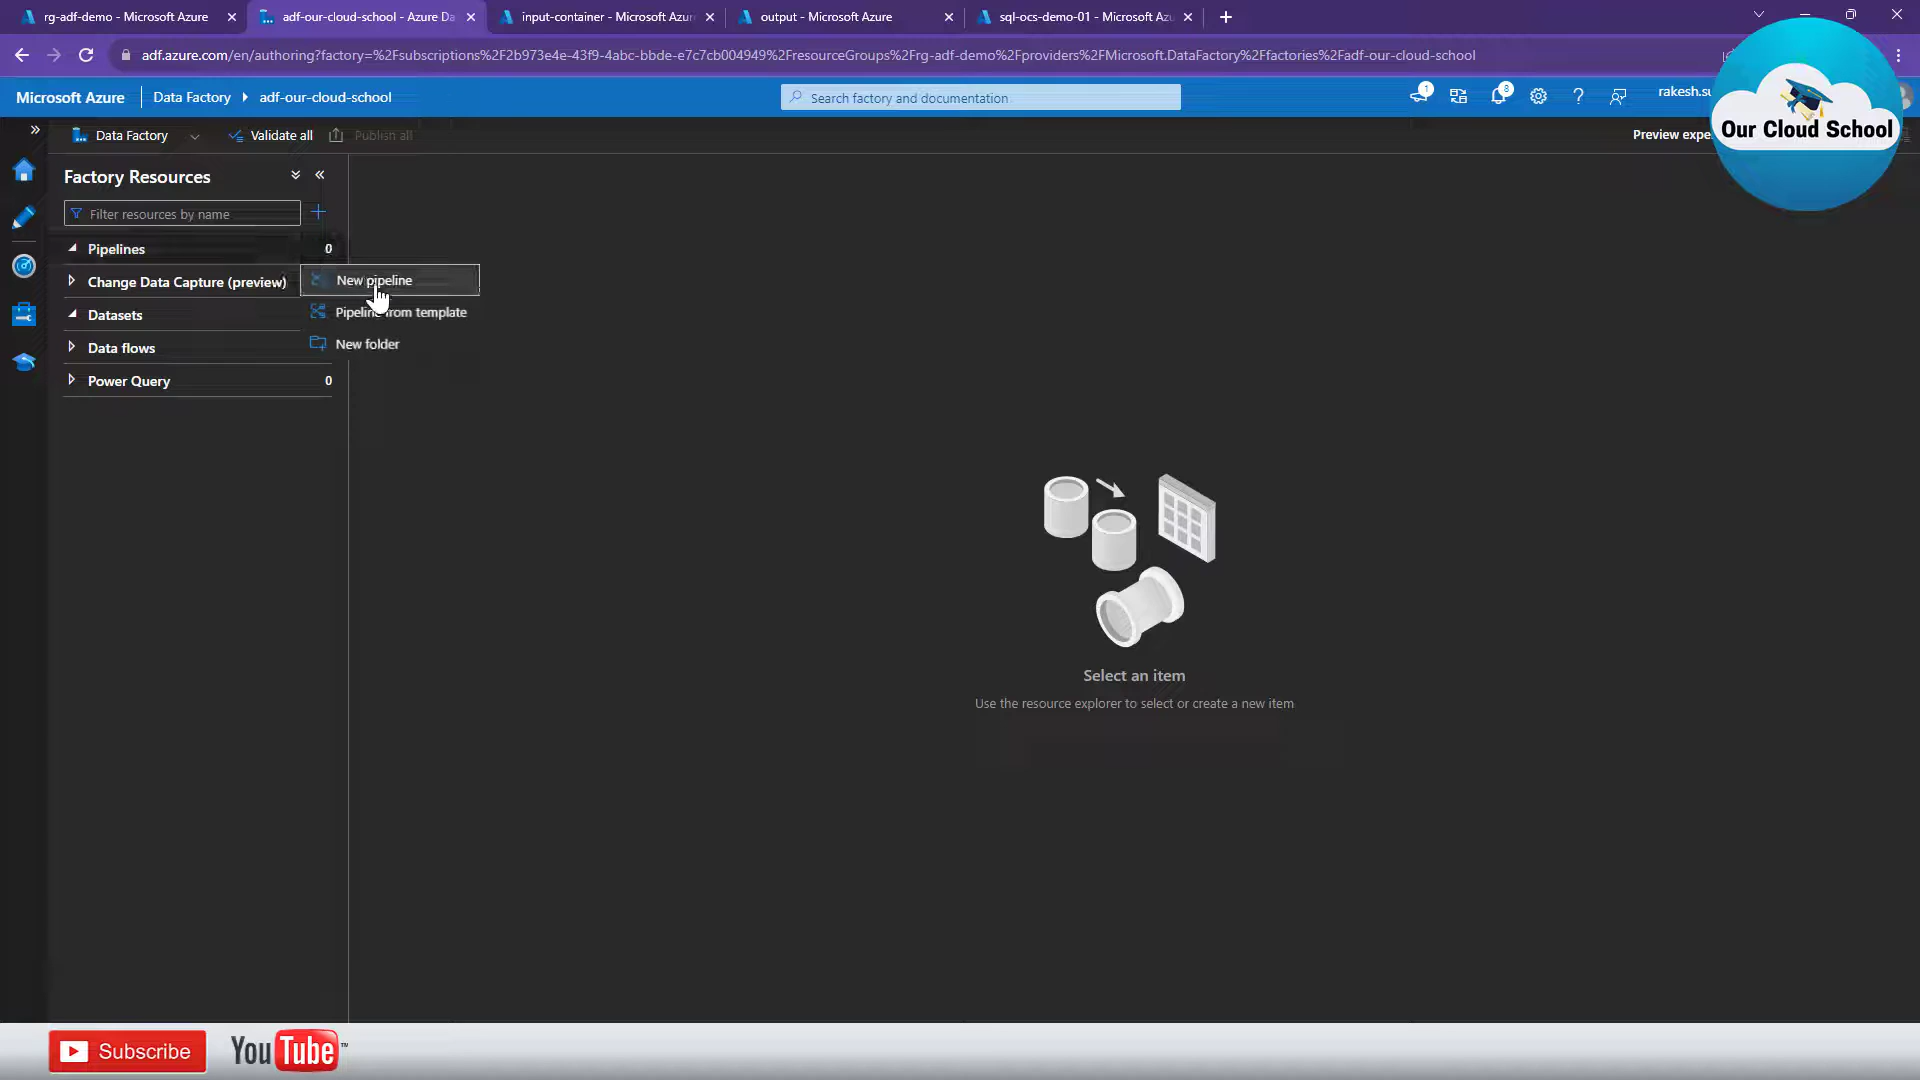 rg-adf-demo - Microsoft Azure
adf-our-cloud-school - Azure Da
input-container - Microsoft Azur
output - Microsoft Azure
sql-ocs-demo-01 - Microsoft Az
adf.azure.com/en/authoring?factory=%2Fsubscriptions%2F2b973e4e-43f9-4abc-bbde-e7c7cb004949%2FresourceGroups%2Frg-adf-demo%2Fproviders%2FMicrosoft.DataFactory%2Ffactories%2Fadf-our-cloud-school
Microsoft Azure
Data Factory
adf-our-cloud-school
Search factory and documentation
1
8
rakesh.su
Data Factory
Validate all
Publish all
Preview expe
Our Cloud School
Factory Resources
Filter resources by name
Pipelines 0
Change Data Capture (preview)
New pipeline
Datasets
Pipeline from template
Data flows
New folder
Power Query 0
Select an item
Use the resource explorer to select or create a new item
Subscribe
YouTube